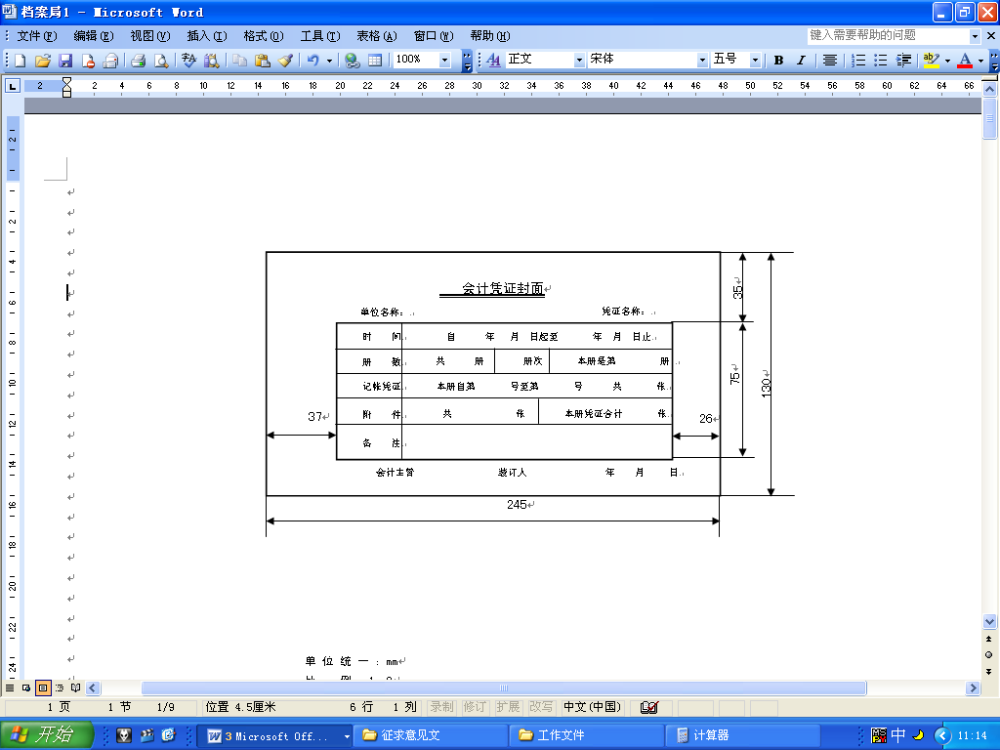 档案局1 - Microsoft Word
文件(F) 编辑(E) 视图(V) 插入(I) 格式(O) 工具(T) 表格(A) 窗口(W) 帮助(H) 键入需要帮助的问题
100% 正文 宋体 五号 B I A
2 2 4 6 8 10 12 14 16 18 20 22 24 26 28 30 32 34 36 38 40 42 44 46 48 50 52 54 56 58 60 62 64 66
会计凭证封面
单位名称： 凭证名称：
时 间 自 年 月 日起至 年 月 日止
册 数 共 册 册次 本册是第 册
记帐凭证 本册自第 号至第 号 共 张
附 件 共 张 本册凭证合计 张
备 注
会计主管 装订人 年 月 日
37
26
35
75
130
245
单 位 统 一 : mm
1 页 1 节 1/9 位置 4.5厘米 6 行 1 列 录制 修订 扩展 改写 中文(中国)
开始 3 Microsoft Off... 征求意见文 工作文件 计算器 中 11:14